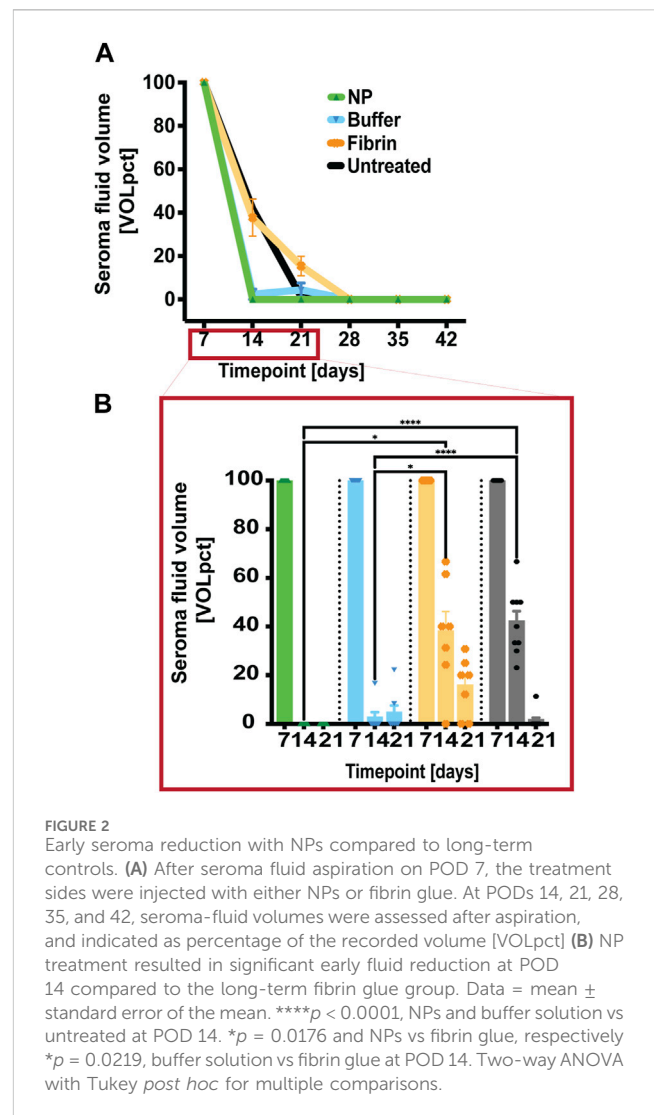 A
100
80
60
40
20
0
Seroma fluid volume
[VOLpct]
NP
Buffer
Fibrin
Untreated
7 14 21 28 35 42
Timepoint [days]
B
****
*
****
*
100
80
60
40
20
0
Seroma fluid volume
[VOLpct]
71421 71421 71421 71421
Timepoint [days]
FIGURE 2
Early seroma reduction with NPs compared to long-term
controls. (A) After seroma fluid aspiration on POD 7, the treatment
sides were injected with either NPs or fibrin glue. At PODs 14, 21, 28,
35, and 42, seroma-fluid volumes were assessed after aspiration,
and indicated as percentage of the recorded volume [VOLpct] (B) NP
treatment resulted in significant early fluid reduction at POD
14 compared to the long-term fibrin glue group. Data = mean ±
standard error of the mean. ****p < 0.0001, NPs and buffer solution vs
untreated at POD 14. *p = 0.0176 and NPs vs fibrin glue, respectively
*p = 0.0219, buffer solution vs fibrin glue at POD 14. Two-way ANOVA
with Tukey post hoc for multiple comparisons.